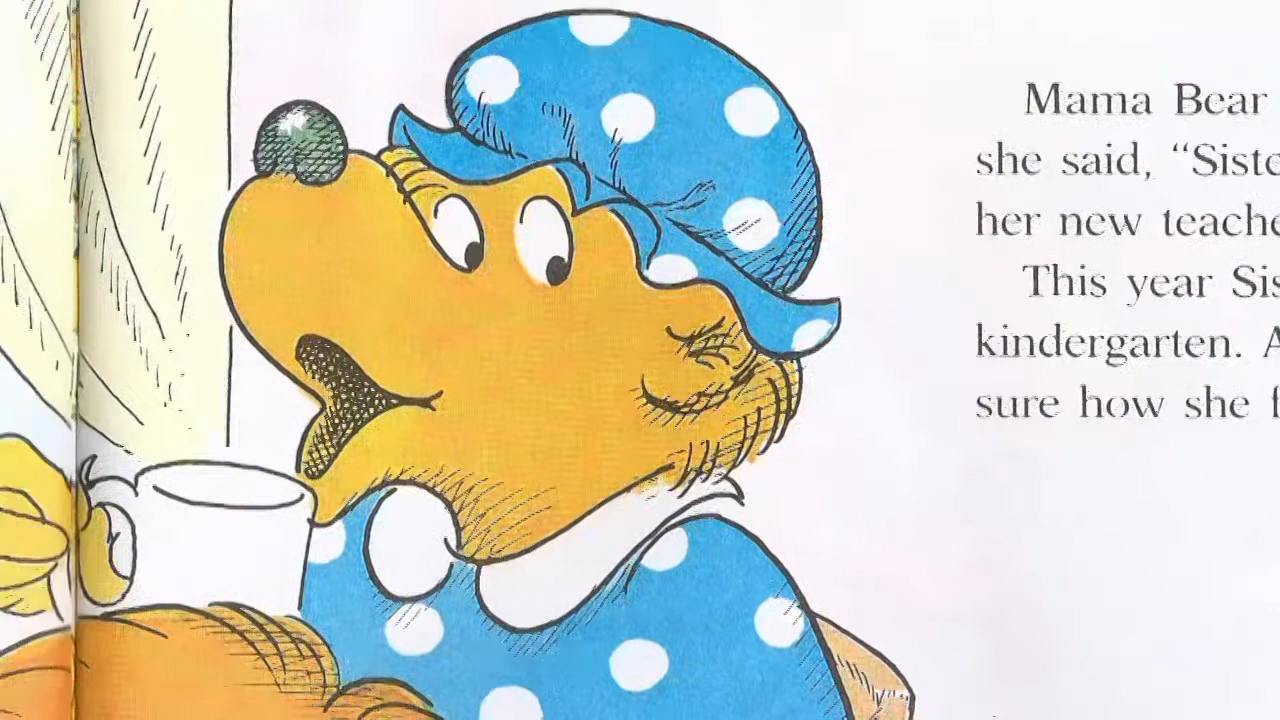 Mama Bear
she said, “Siste
her new teache
This year Sis
kindergarten. A
sure how she f